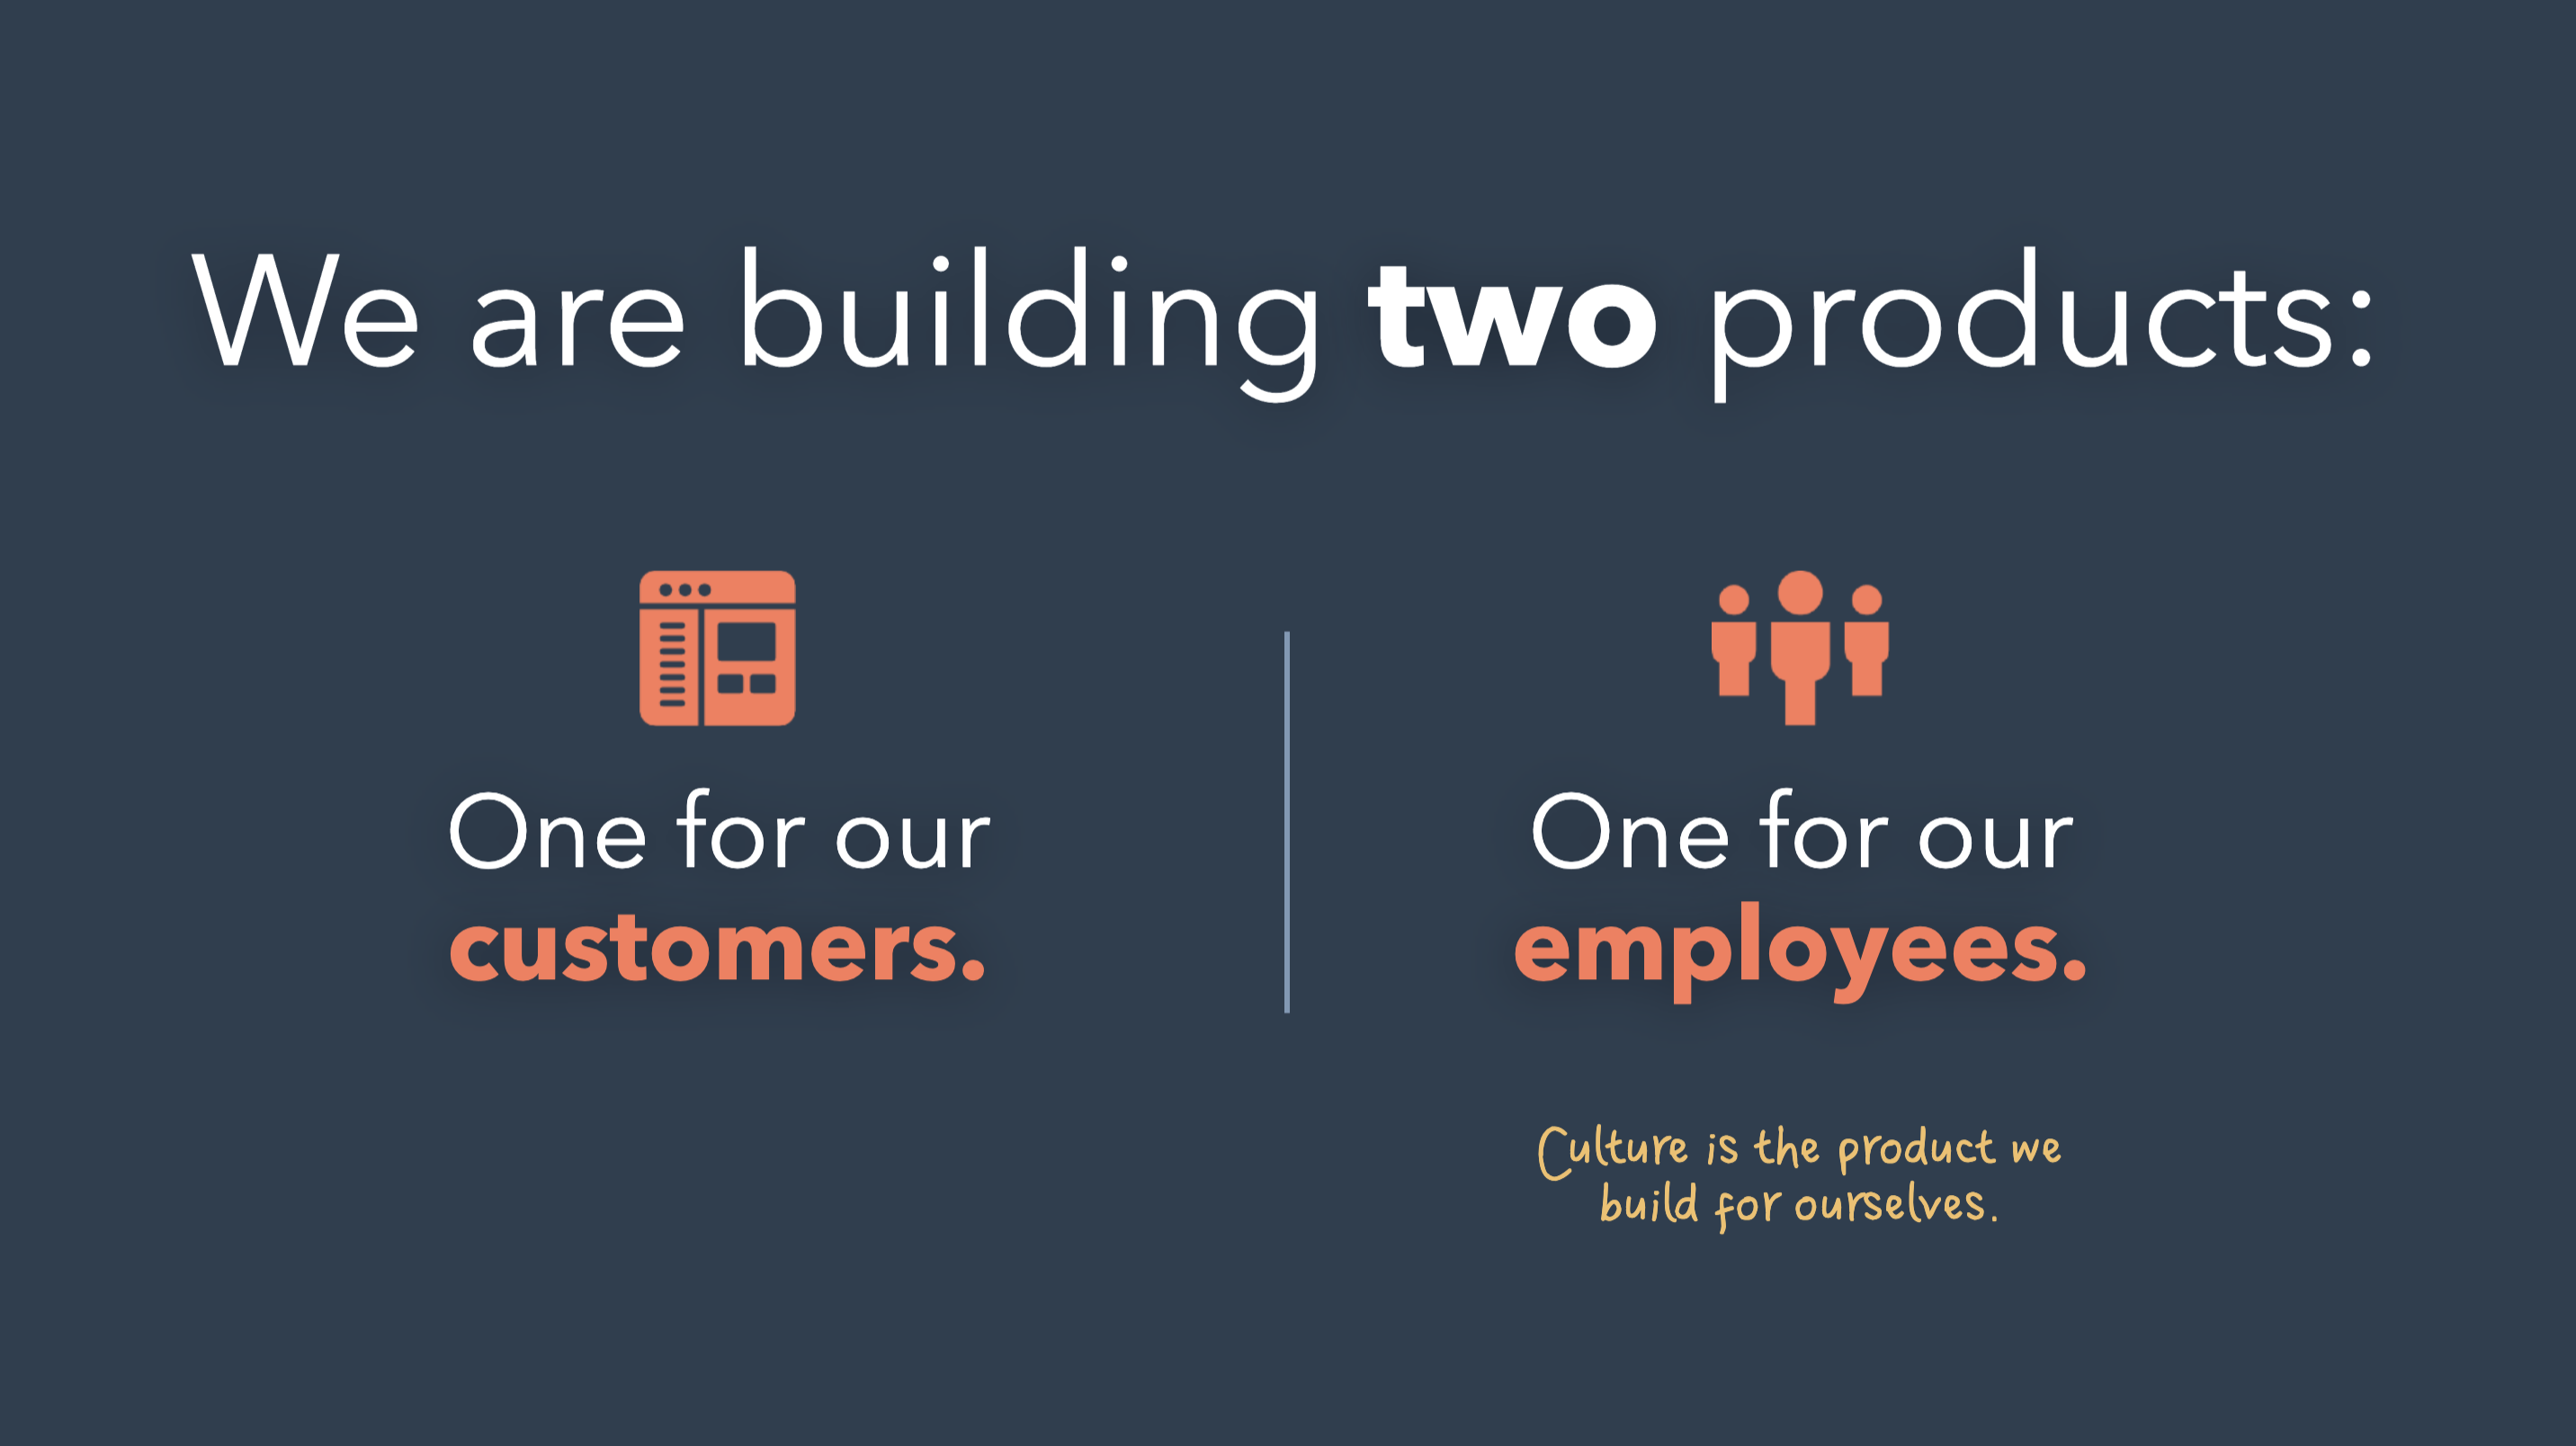 We are building two products:
One for our
customers.
One for our
employees.
Culture is the product we
build for ourselves.